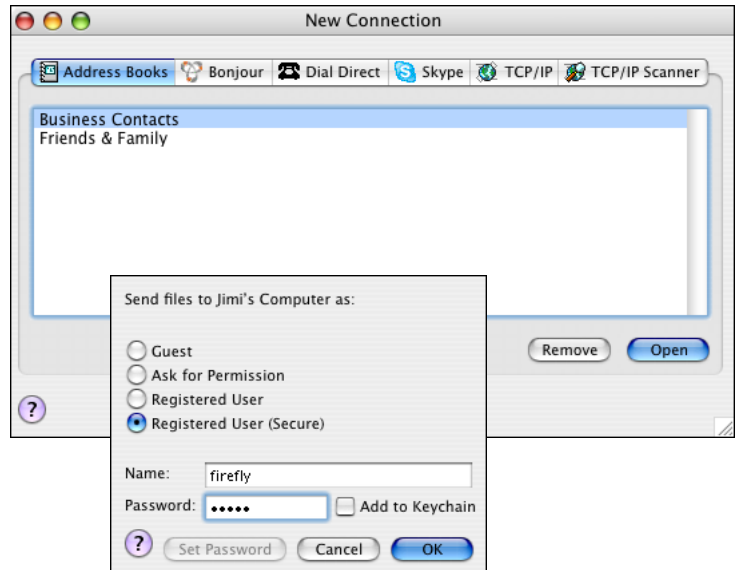 New Connection
Address Books Bonjour Dial Direct Skype TCP/IP TCP/IP Scanner
Business Contacts
Friends & Family
Remove Open
?
Send files to Jimi's Computer as:
Guest
Ask for Permission
Registered User
Registered User (Secure)
Name: firefly
Password: ••••• Add to Keychain
? Set Password Cancel OK